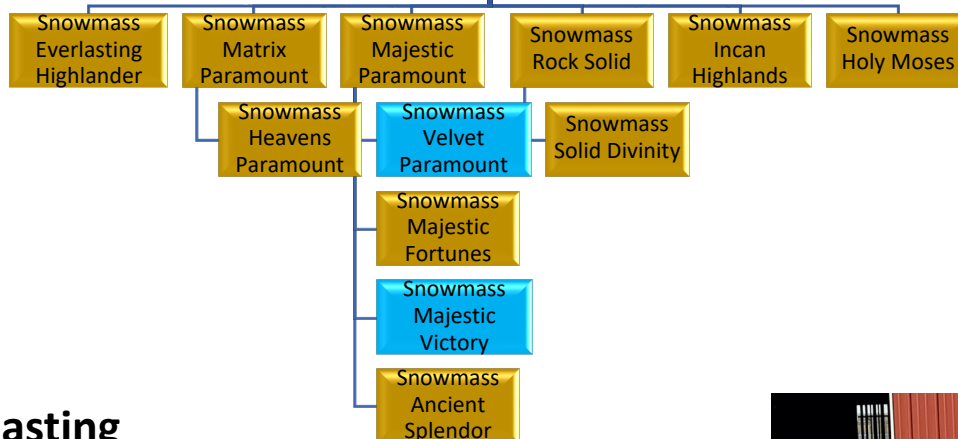 Snowmass
Everlasting
Highlander
Snowmass
Matrix
Paramount
Snowmass
Majestic
Paramount
Snowmass
Rock Solid
Snowmass
Incan
Highlands
Snowmass
Holy Moses
Snowmass
Heavens
Paramount
Snowmass
Velvet
Paramount
Snowmass
Solid Divinity
Snowmass
Majestic
Fortunes
Snowmass
Majestic
Victory
Snowmass
Ancient
Splendor
asting